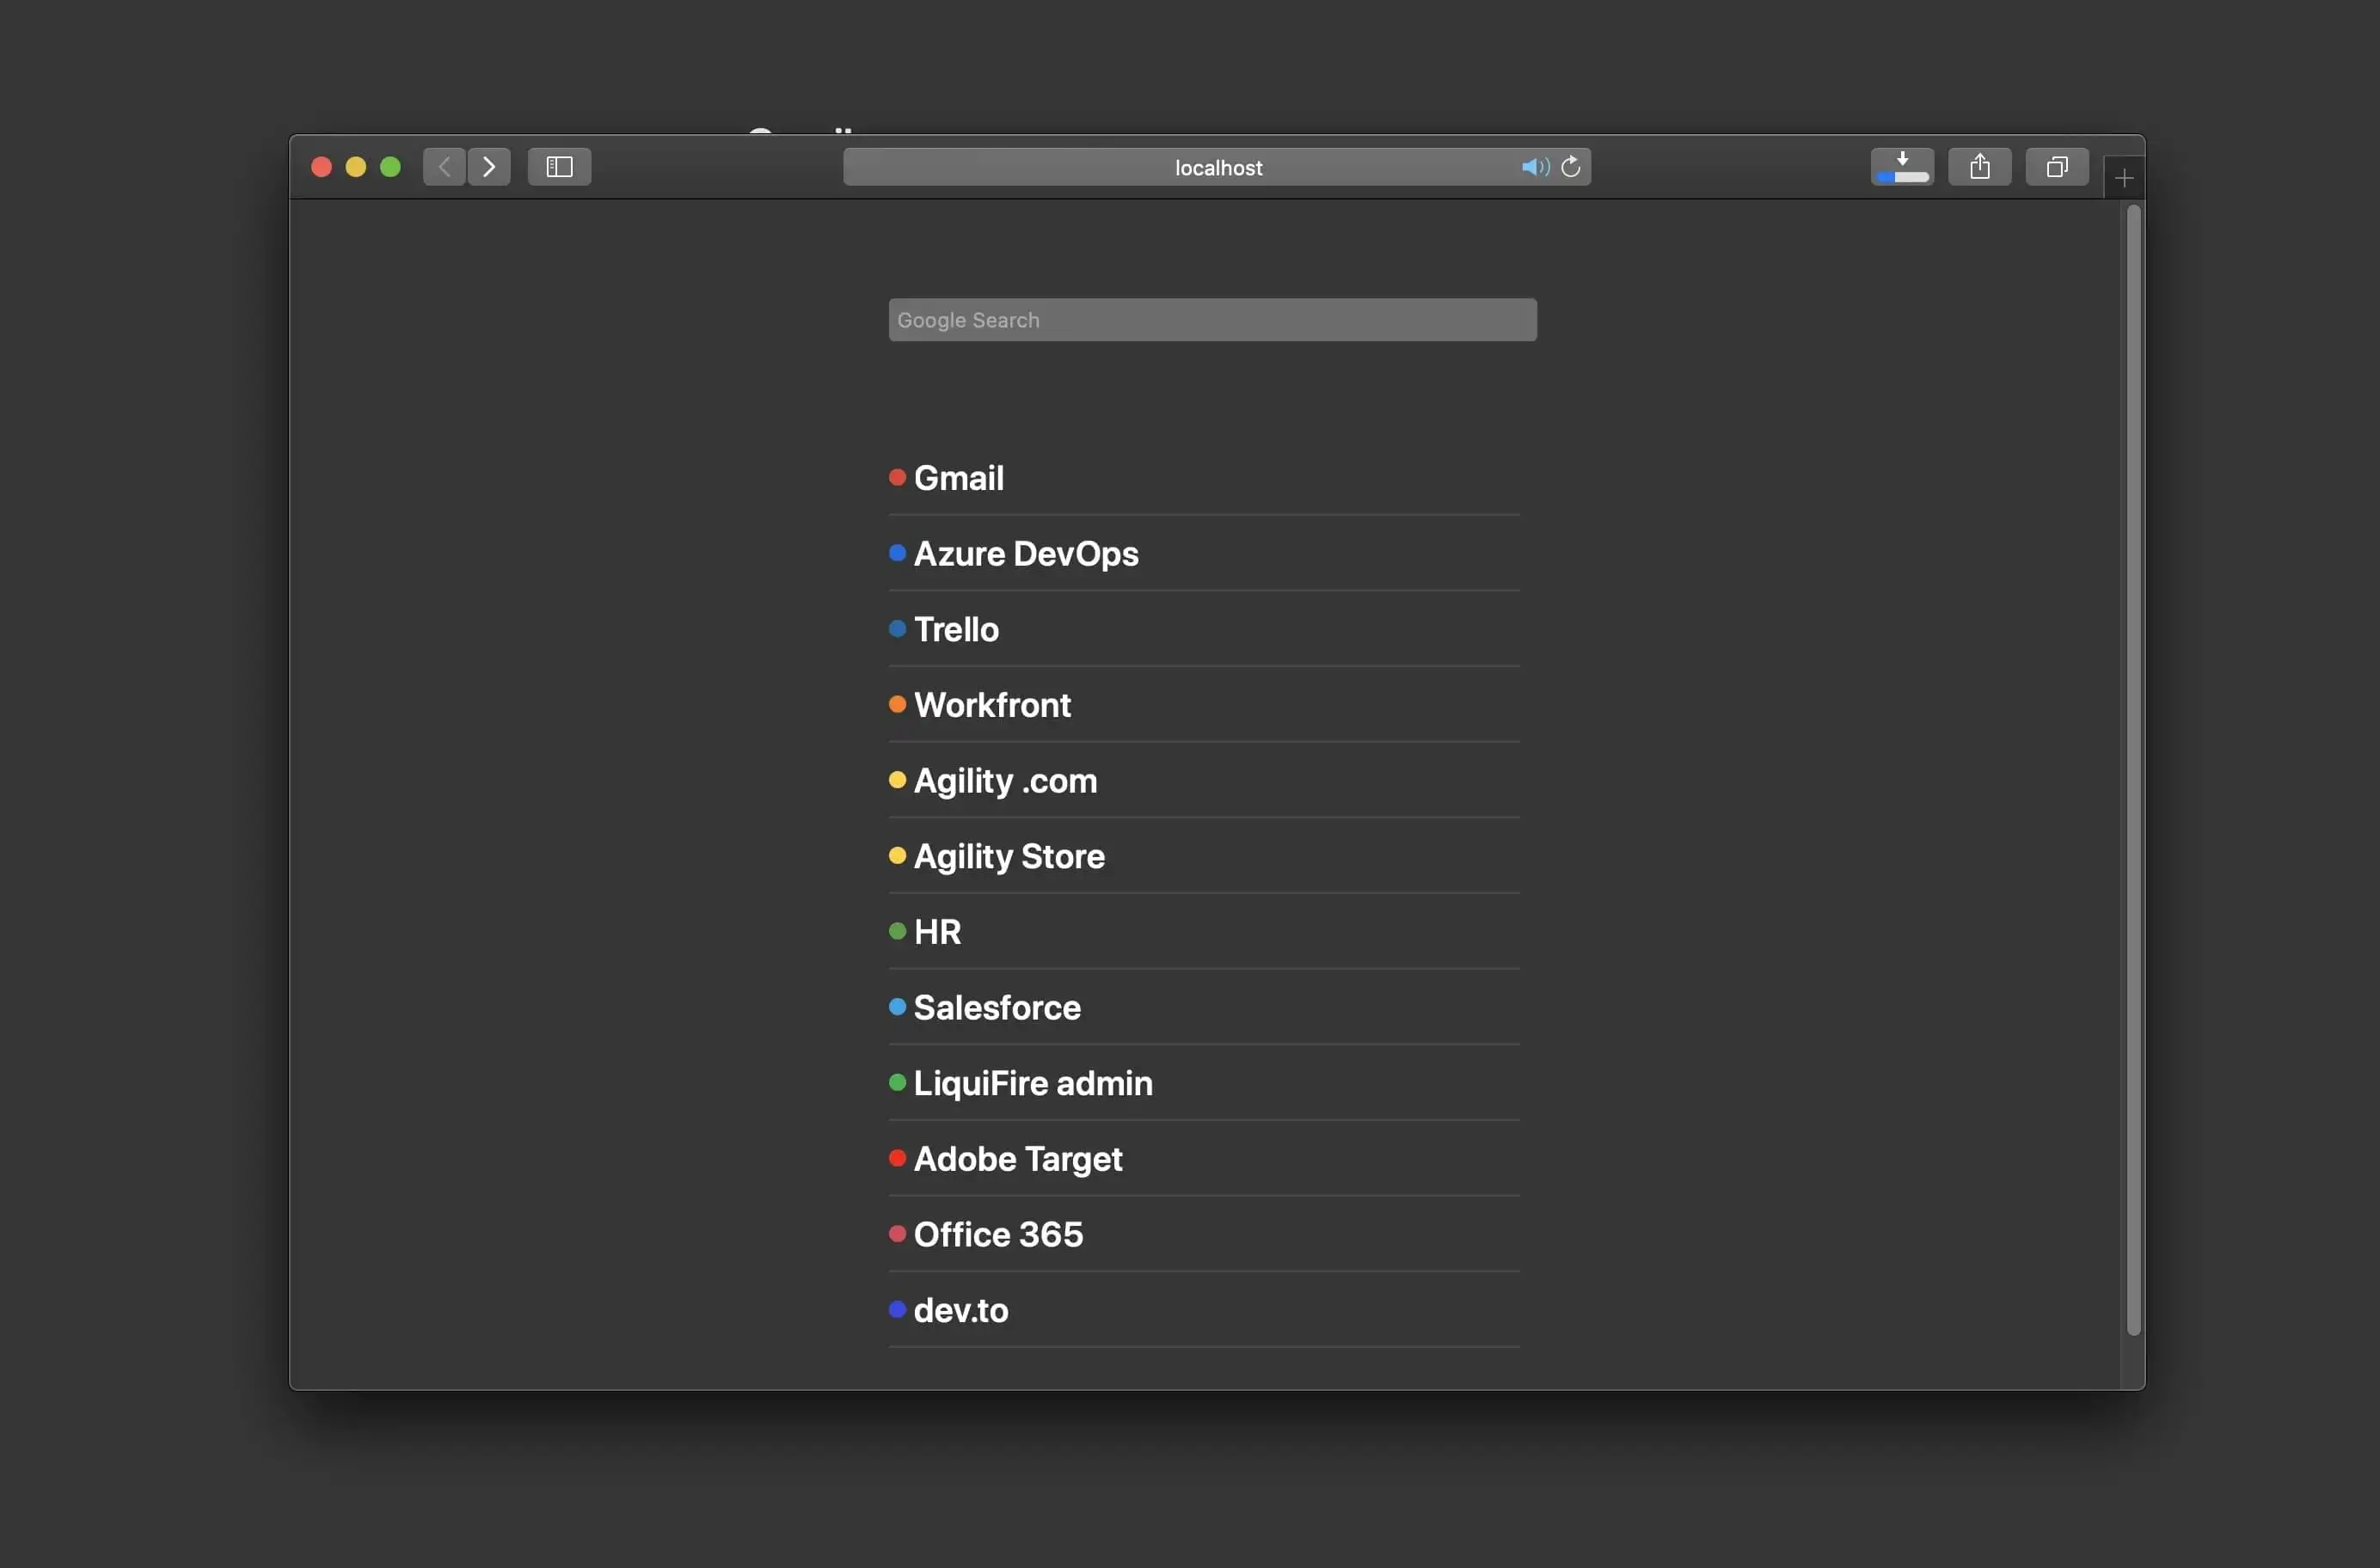 localhost
Google Search
Gmail
Azure DevOps
Trello
Workfront
Agility .com
Agility Store
HR
Salesforce
LiquiFire admin
Adobe Target
Office 365
dev.to